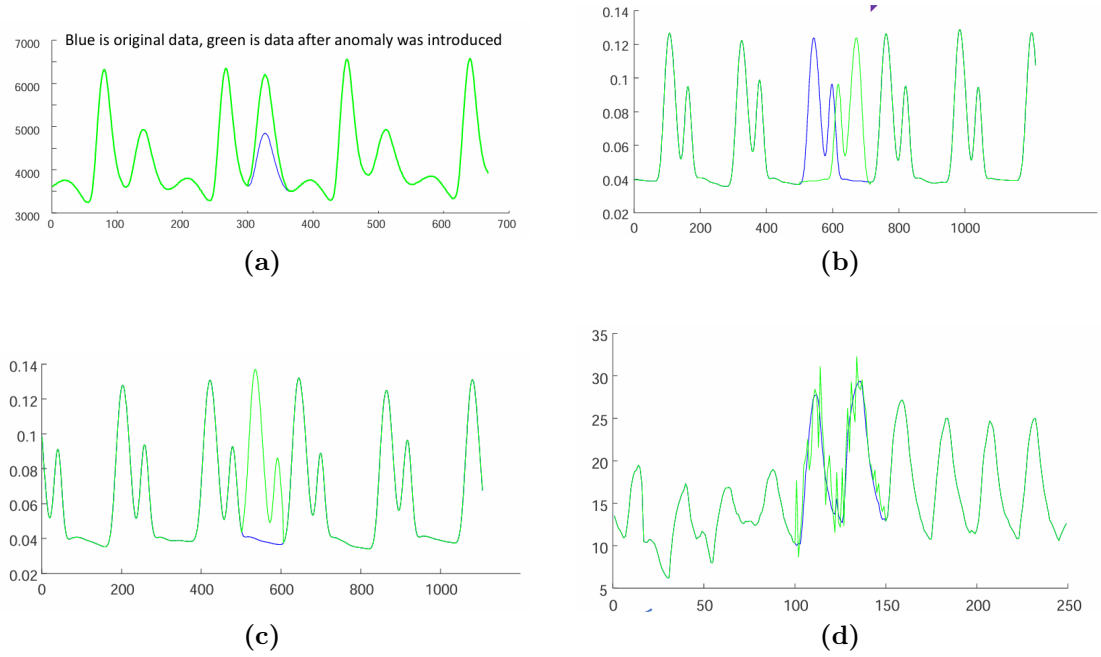 Blue is original data, green is data after anomaly was introduced
7000
6000
5000
4000
3000
0 100 200 300 400 500 600 700
(a)
0.14
0.12
0.1
0.08
0.06
0.04
0.02
0 200 400 600 800 1000
(b)
0.14
0.12
0.1
0.08
0.06
0.04
0.02
0 200 400 600 800 1000
(c)
35
30
25
20
15
10
5
0 50 100 150 200 250
(d)